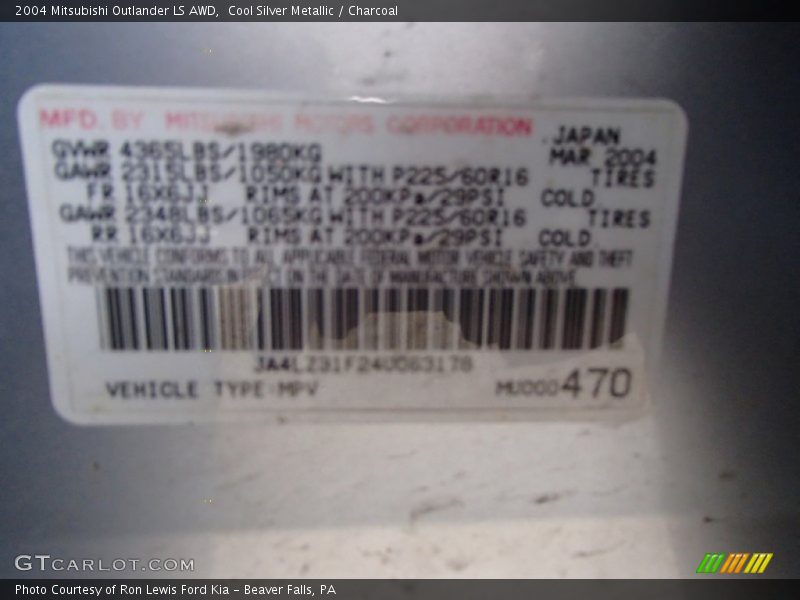 2004 Mitsubishi Outlander LS AWD,  Cool Silver Metallic / Charcoal
MFD. BY MITSUBISHI MOTORS CORPORATION
JAPAN
GVWR 4365LBS/1980KG
MAR 2004
GAWR 2315LBS/1050KG WITH P225/60R16 TIRES
FR 16X6JJ RIMS AT 200KPa/29PSI COLD
GAWR 2348LBS/1065KG WITH P225/60R16 TIRES
RR 16X6JJ RIMS AT 200KPa/29PSI COLD
THIS VEHICLE CONFORMS TO ALL APPLICABLE FEDERAL MOTOR VEHICLE SAFETY AND THEFT
PREVENTION STANDARDS IN EFFECT ON THE DATE OF MANUFACTURE SHOWN ABOVE.
JA4LZ31F24U063178
VEHICLE TYPE MPV
MU000470
GTCARLOT.COM
Photo Courtesy of Ron Lewis Ford Kia - Beaver Falls, PA